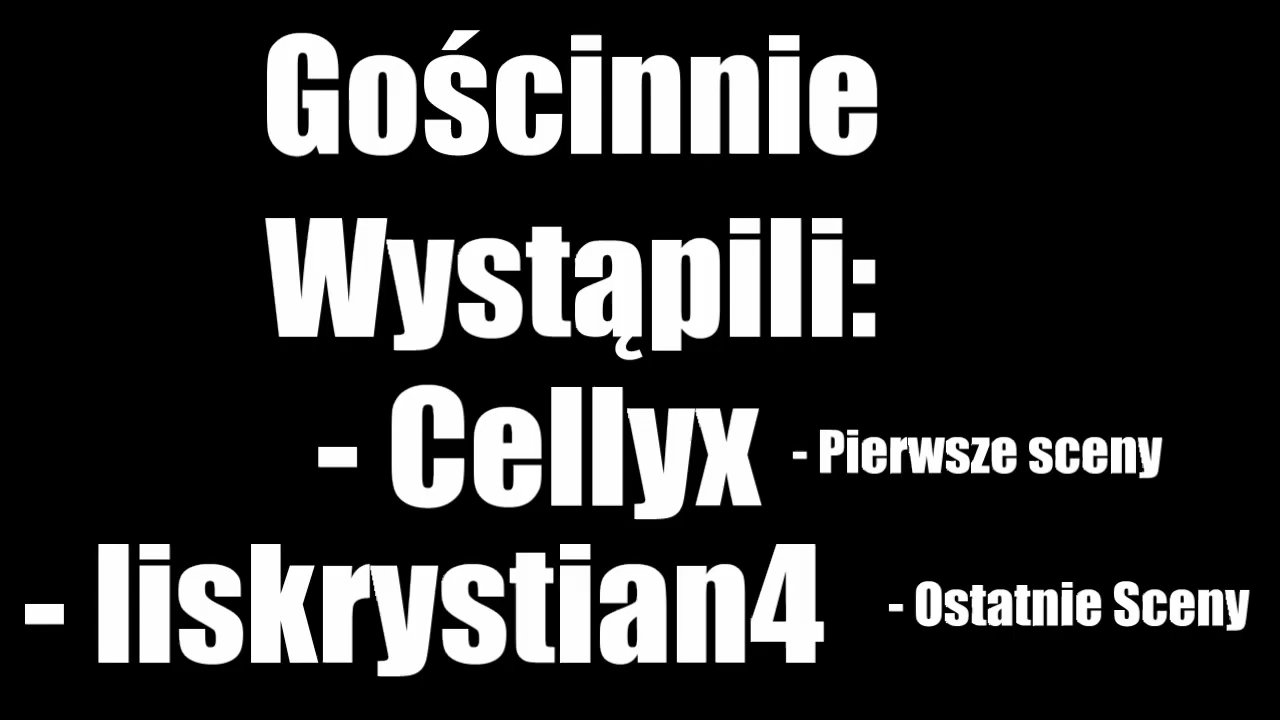 Gościnnie
Wystąpili:
- Cellyx - Pierwsze sceny
- liskrystian4 - Ostatnie Sceny